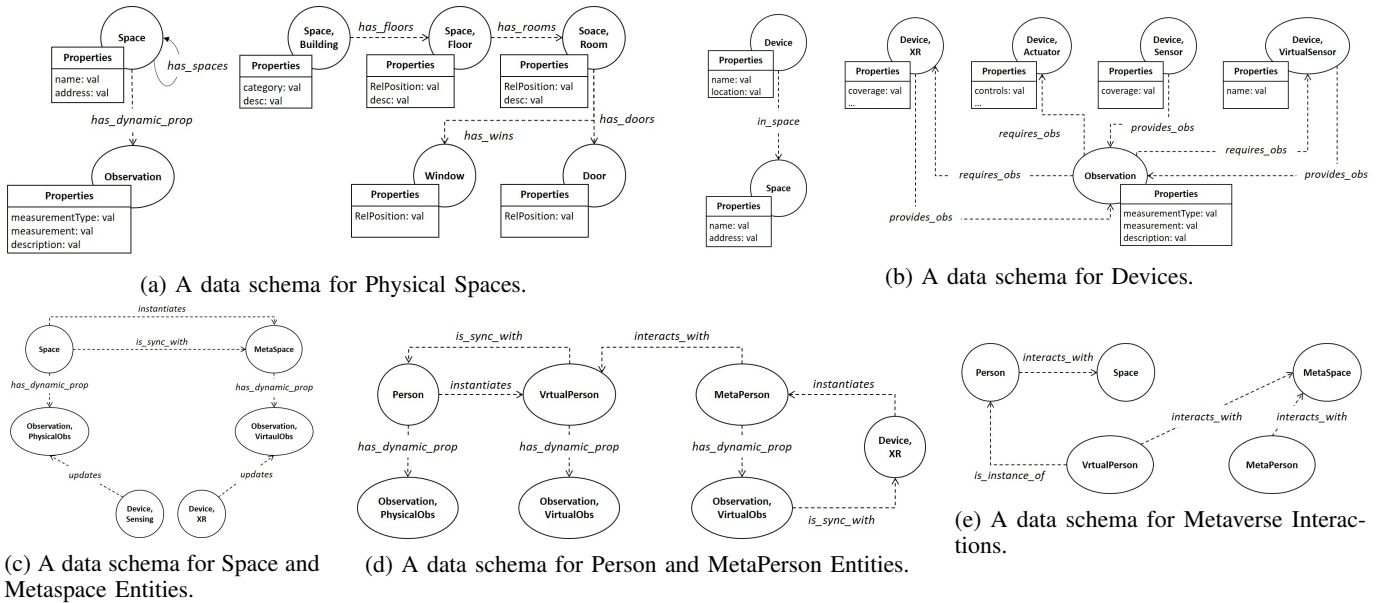 Space
Properties
name: val
address: val
has_spaces
has_dynamic_prop
Observation
Properties
measurementType: val
measurement: val
description: val
Space,
Building
Properties
category: val
desc: val
has_floors
Space,
Floor
Properties
RelPosition: val
desc: val
has_rooms
Soace,
Room
Properties
RelPosition: val
desc: val
has_wins
has_doors
Window
Properties
RelPosition: val
Door
Properties
RelPosition: val
(a) A data schema for Physical Spaces.
Device
Properties
name: val
location: val
in_space
Space
Properties
name: val
address: val
Device,
XR
Properties
coverage: val
...
Device,
Actuator
Properties
controls: val
...
Device,
Sensor
Properties
coverage: val
Device,
VirtualSensor
Properties
name: val
requires_obs
provides_obs
requires_obs
requires_obs
provides_obs
provides_obs
Observation
Properties
measurementType: val
measurement: val
description: val
(b) A data schema for Devices.
instantiates
Space
is_sync_with
MetaSpace
has_dynamic_prop
has_dynamic_prop
Observation,
PhysicalObs
Observation,
VirtaulObs
updates
updates
Device,
Sensing
Device,
XR
(c) A data schema for Space and
Metaspace Entities.
is_sync_with
interacts_with
Person
instantiates
VirtualPerson
MetaPerson
instantiates
Device,
XR
has_dynamic_prop
has_dynamic_prop
has_dynamic_prop
Observation,
PhysicalObs
Observation,
VirtualObs
Observation,
VirtualObs
is_sync_with
(d) A data schema for Person and MetaPerson Entities.
Person
interacts_with
Space
MetaSpace
interacts_with
interacts_with
is_instance_of
VrtualPerson
MetaPerson
(e) A data schema for Metaverse Interac-
tions.